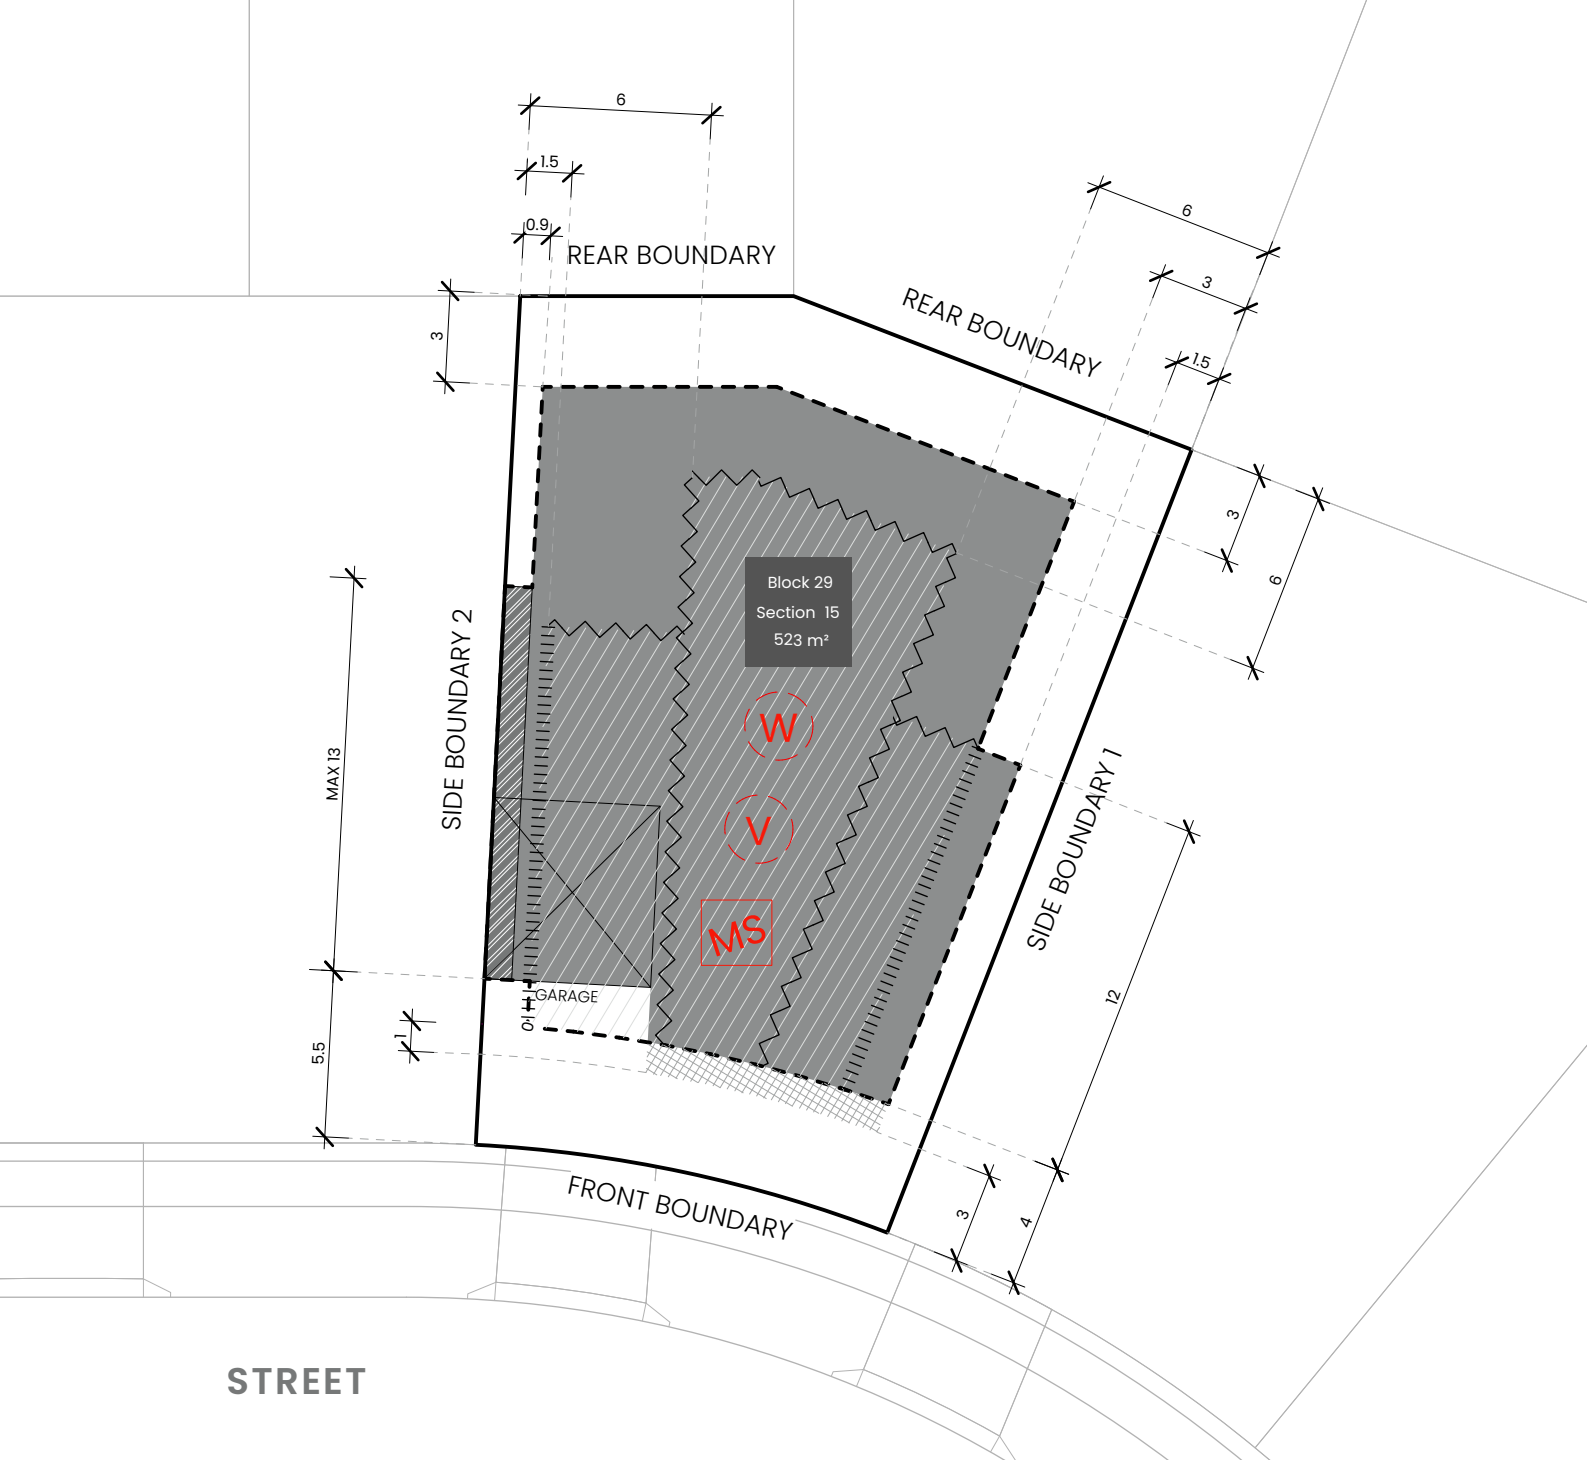 6
1.5
0.9
REAR BOUNDARY
REAR BOUNDARY
6
3
1.5
3
3
6
Block 29
Section 15
523 m²
SIDE BOUNDARY 2
MAX 13
W
V
MS
SIDE BOUNDARY 1
12
GARAGE
0
1
5.5
3
4
FRONT BOUNDARY
STREET